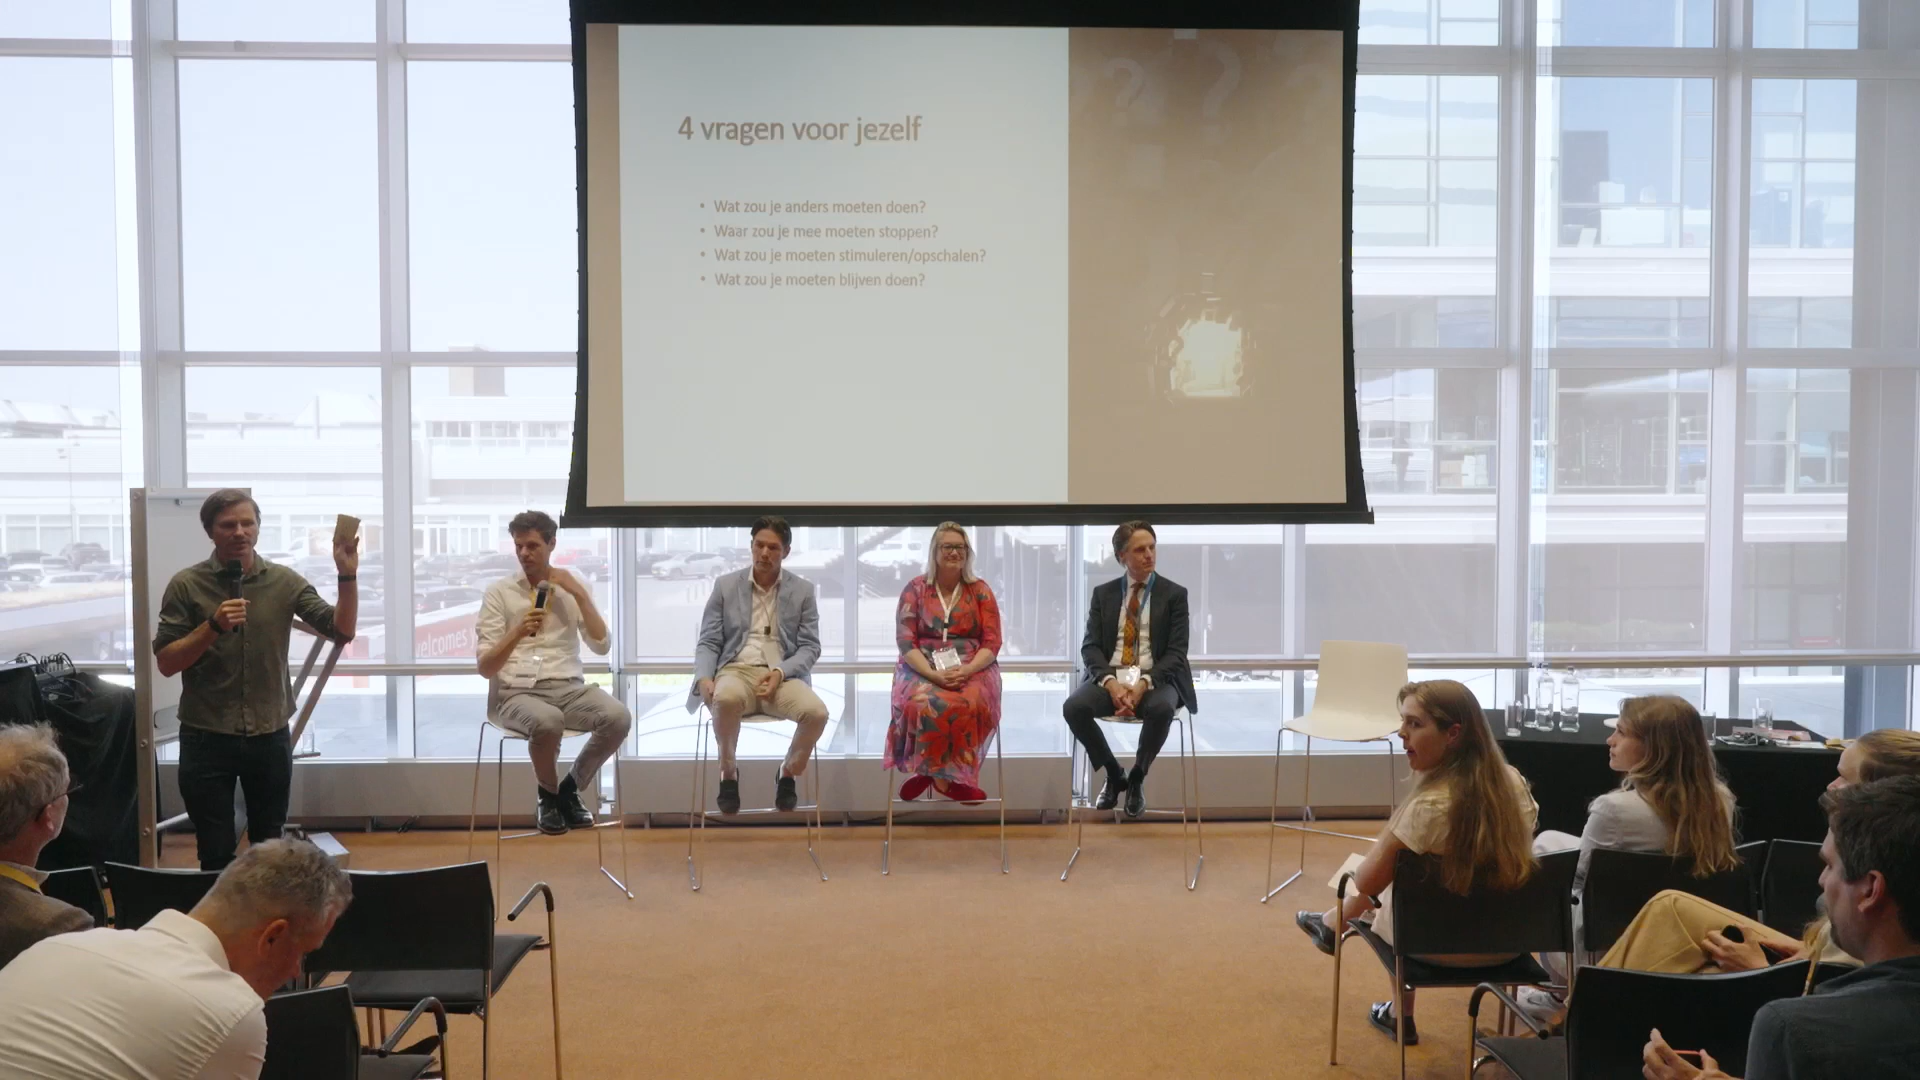 4 vragen voor jezelf
• Wat zou je anders moeten doen?
• Waar zou je mee moeten stoppen?
• Wat zou je moeten stimuleren/opschalen?
• Wat zou je moeten blijven doen?
elcomes